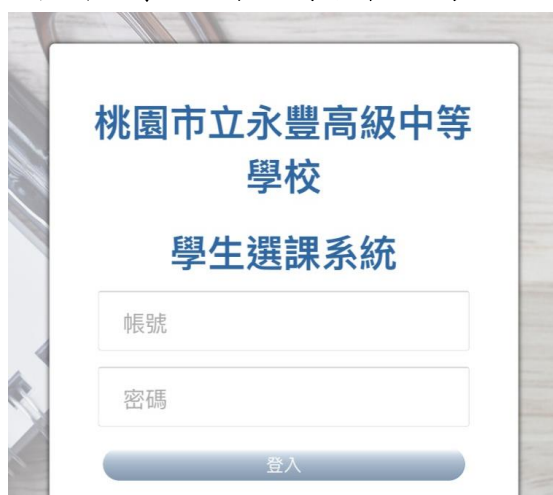 桃園市立永豐高級中等
學校
學生選課系統
帳號
密碼
登入